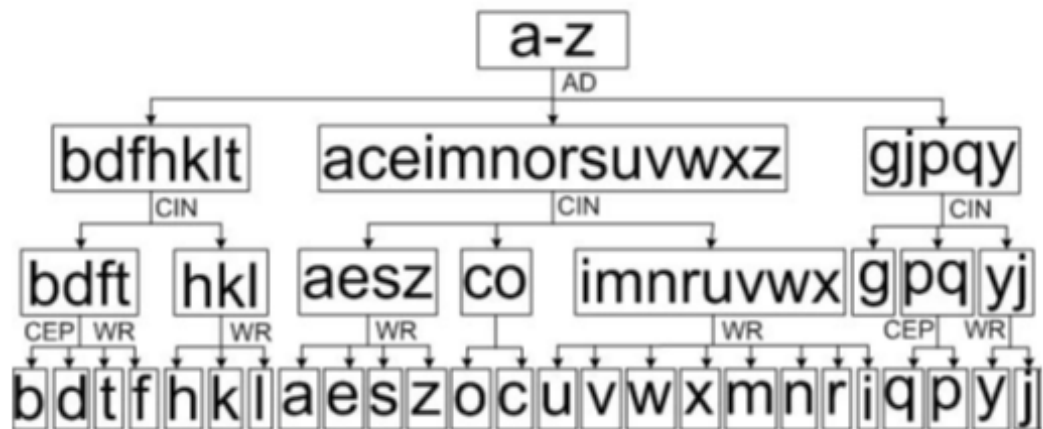 a-z
AD
bdfhklt aceimnorsuvwxz gjpqy
CIN CIN CIN
bdft hkl aesz co imnruvwx g pq yj
CEP WR WR WR WR CEP WR
b d t f h k l a e s z o c u v w x m n r i q p y j